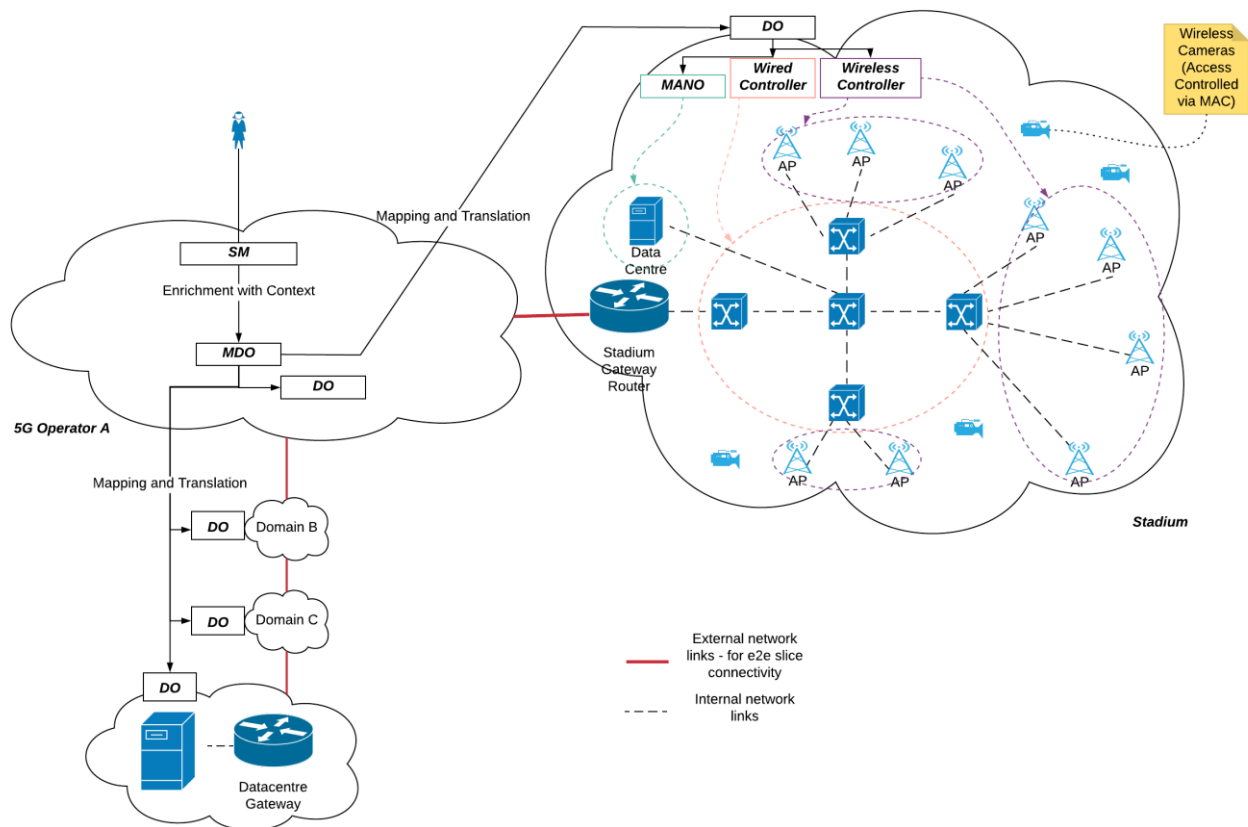 DO
MANO
Wired
Controller
Wireless
Controller
Wireless
Cameras
(Access
Controlled
via MAC)
AP
AP
AP
Mapping and Translation
SM
Enrichment with Context
MDO
DO
5G Operator A
Data
Centre
Stadium
Gateway
Router
AP
AP
AP
AP
AP
AP
Stadium
Mapping and Translation
DO
Domain B
DO
Domain C
DO
Datacentre
Gateway
External network
links - for e2e slice
connectivity
Internal network
links